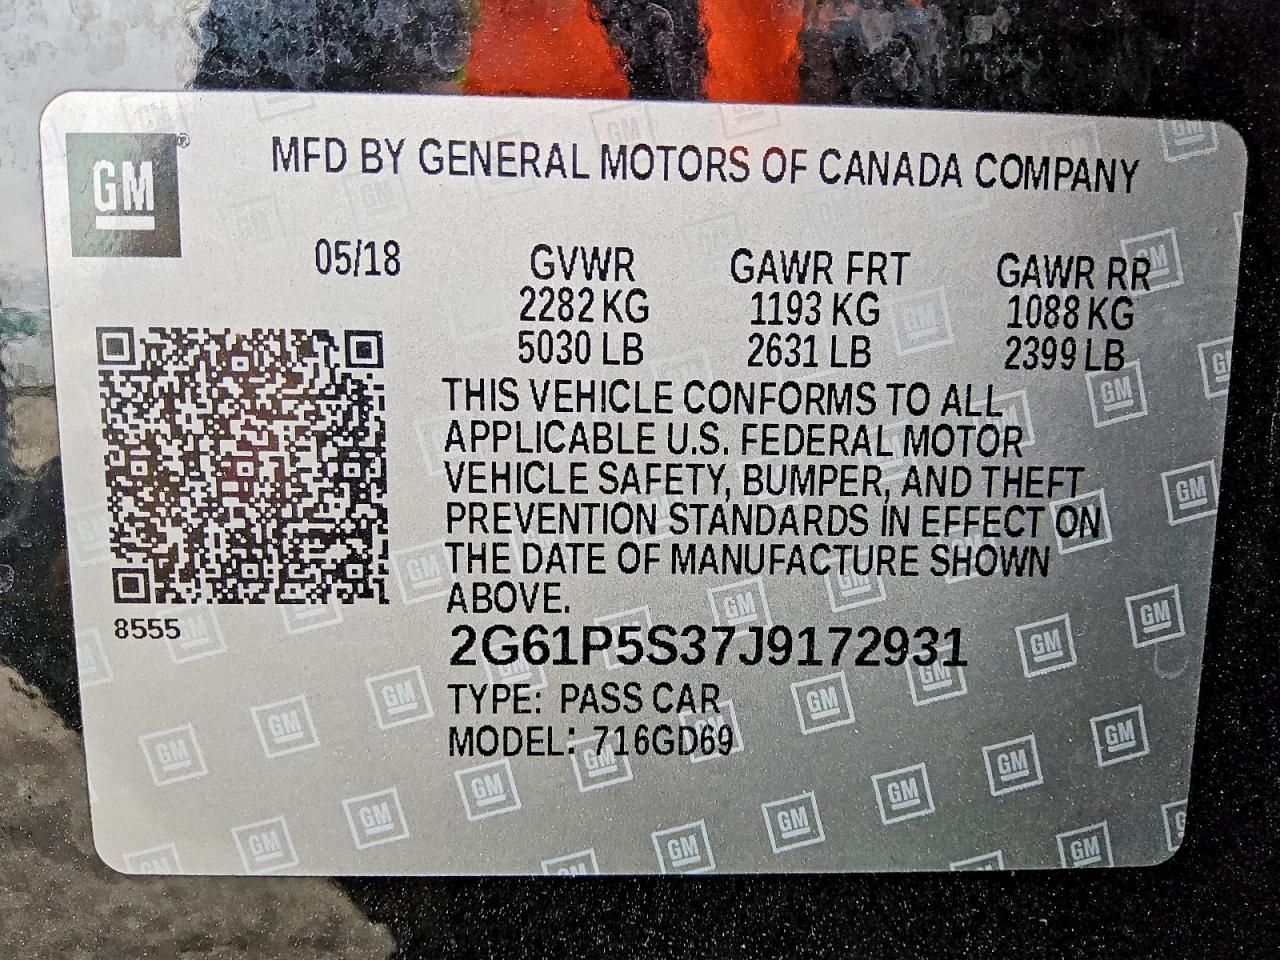 GM
MFD BY GENERAL MOTORS OF CANADA COMPANY
05/18 GVWR GAWR FRT GAWR RR
2282 KG 1193 KG 1088 KG
5030 LB 2631 LB 2399 LB
THIS VEHICLE CONFORMS TO ALL
APPLICABLE U.S. FEDERAL MOTOR
VEHICLE SAFETY, BUMPER, AND THEFT
PREVENTION STANDARDS IN EFFECT ON
THE DATE OF MANUFACTURE SHOWN
ABOVE.
8555
2G61P5S37J9172931
TYPE: PASS CAR
MODEL: 716GD69